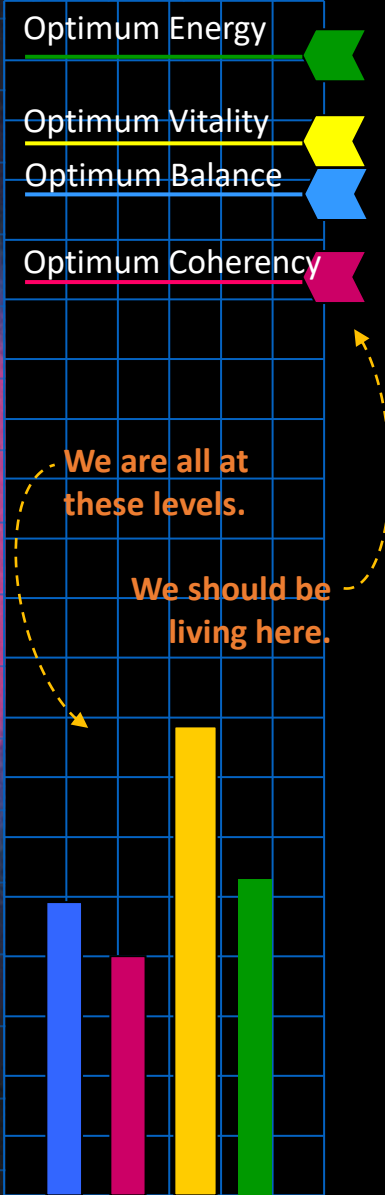 Optimum Energy
Optimum Vitality
Optimum Balance
Optimum Coherency
We are all at
these levels.
We should be
living here.